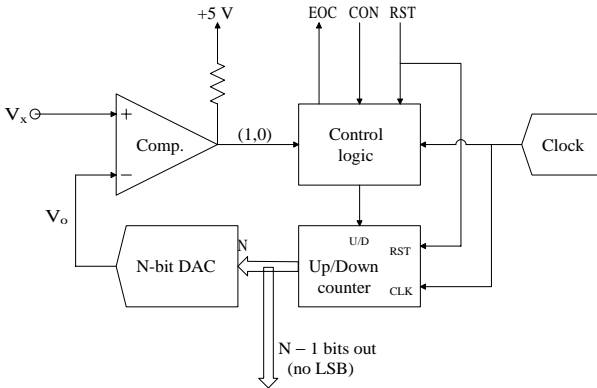 +5 V
EOC CON RST
Vₓ
+
Comp.
−
(1,0)
Control
logic
Clock
Vₒ
N-bit DAC
N
U/D
RST
Up/Down
counter
CLK
N − 1 bits out
(no LSB)